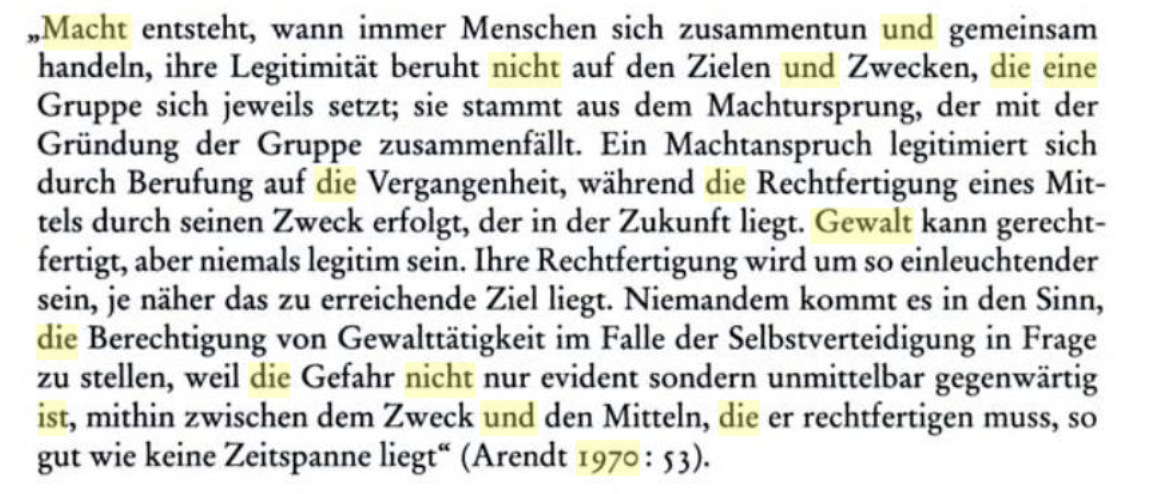 „Macht entsteht, wann immer Menschen sich zusammentun und gemeinsam
handeln, ihre Legitimität beruht nicht auf den Zielen und Zwecken, die eine
Gruppe sich jeweils setzt; sie stammt aus dem Machtursprung, der mit der
Gründung der Gruppe zusammenfällt. Ein Machtanspruch legitimiert sich
durch Berufung auf die Vergangenheit, während die Rechtfertigung eines Mit-
tels durch seinen Zweck erfolgt, der in der Zukunft liegt. Gewalt kann gerecht-
fertigt, aber niemals legitim sein. Ihre Rechtfertigung wird um so einleuchtender
sein, je näher das zu erreichende Ziel liegt. Niemandem kommt es in den Sinn,
die Berechtigung von Gewalttätigkeit im Falle der Selbstverteidigung in Frage
zu stellen, weil die Gefahr nicht nur evident sondern unmittelbar gegenwärtig
ist, mithin zwischen dem Zweck und den Mitteln, die er rechtfertigen muss, so
gut wie keine Zeitspanne liegt“ (Arendt 1970: 53).